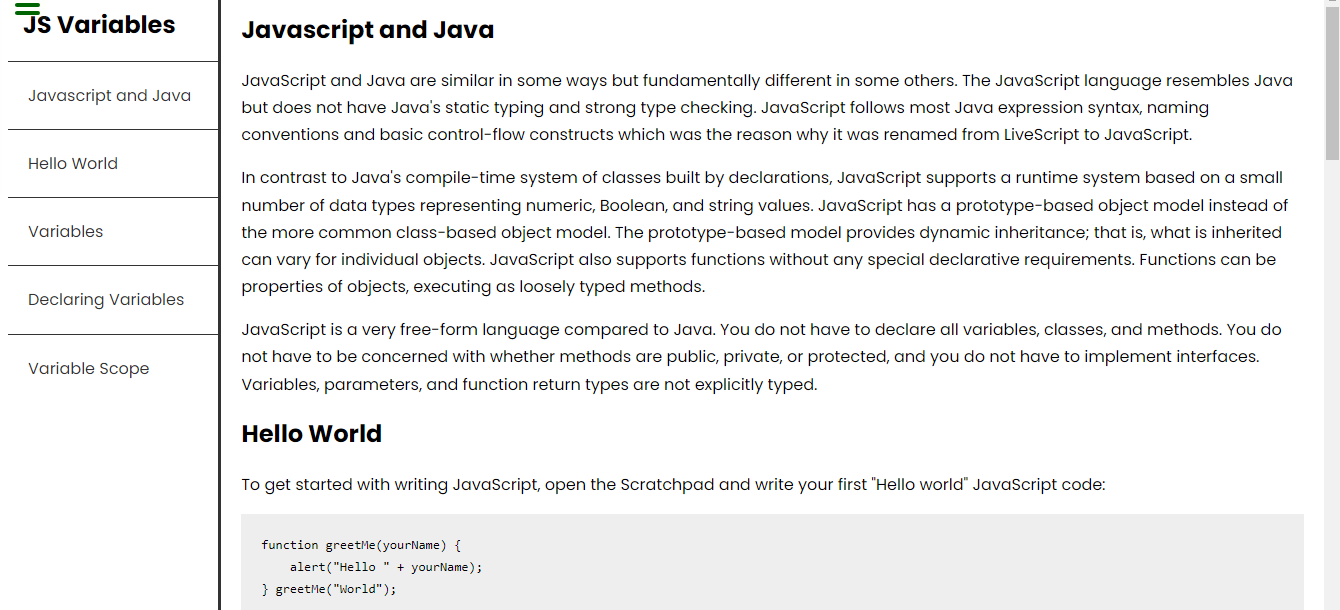 JS Variables
Javascript and Java
Hello World
Variables
Declaring Variables
Variable Scope
Javascript and Java
JavaScript and Java are similar in some ways but fundamentally different in some others. The JavaScript language resembles Java
but does not have Java's static typing and strong type checking. JavaScript follows most Java expression syntax, naming
conventions and basic control-flow constructs which was the reason why it was renamed from LiveScript to JavaScript.
In contrast to Java's compile-time system of classes built by declarations, JavaScript supports a runtime system based on a small
number of data types representing numeric, Boolean, and string values. JavaScript has a prototype-based object model instead of
the more common class-based object model. The prototype-based model provides dynamic inheritance; that is, what is inherited
can vary for individual objects. JavaScript also supports functions without any special declarative requirements. Functions can be
properties of objects, executing as loosely typed methods.
JavaScript is a very free-form language compared to Java. You do not have to declare all variables, classes, and methods. You do
not have to be concerned with whether methods are public, private, or protected, and you do not have to implement interfaces.
Variables, parameters, and function return types are not explicitly typed.
Hello World
To get started with writing JavaScript, open the Scratchpad and write your first "Hello world" JavaScript code:
function greetMe(yourName) {
    alert("Hello " + yourName);
} greetMe("World");